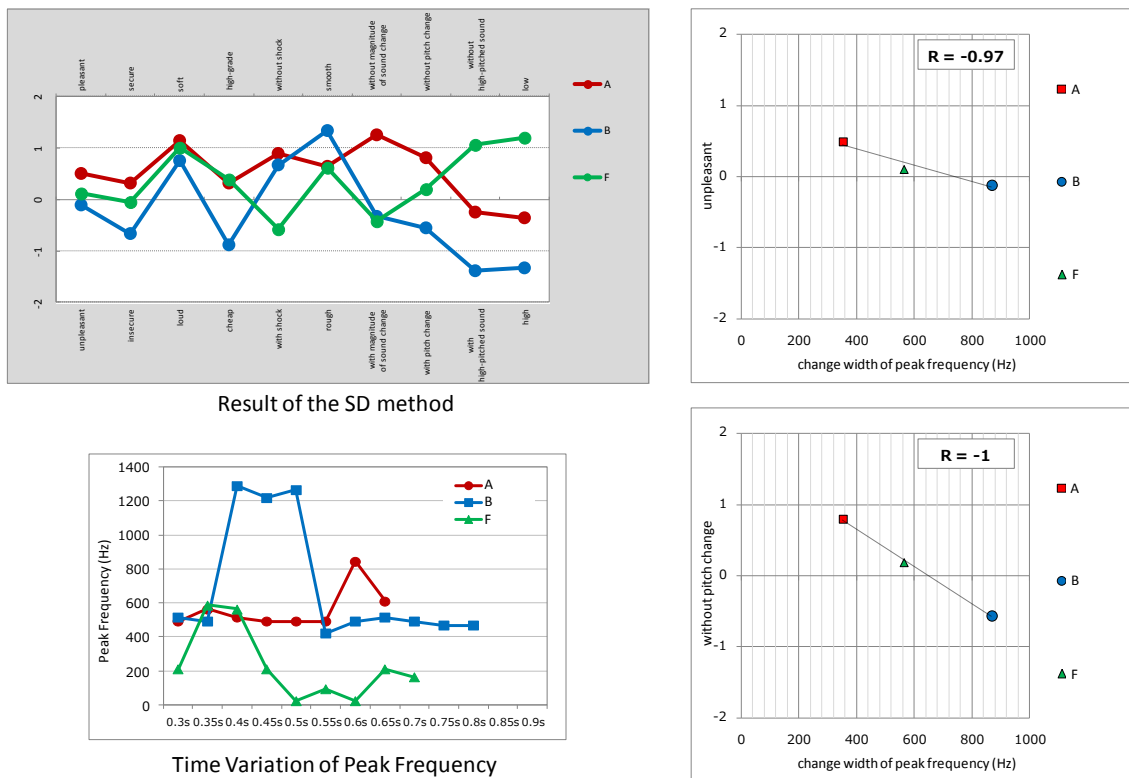 pleasant
secure
soft
high-grade
without shock
smooth
without magnitude
of sound change
without pitch change
without
high-pitched sound
low
2
1
0
-1
-2
A
B
F
unpleasant
insecure
loud
cheap
with shock
rough
with magnitude
of sound change
with pitch change
with
high-pitched sound
high
Result of the SD method
1400
1200
1000
800
600
400
200
0
Peak Frequency (Hz)
A
B
F
0.3s 0.35s 0.4s 0.45s 0.5s 0.55s 0.6s 0.65s 0.7s 0.75s 0.8s 0.85s 0.9s
Time Variation of Peak Frequency
R = -0.97
2
1
0
-1
-2
unpleasant
0 200 400 600 800 1000
change width of peak frequency (Hz)
A
B
F
R = -1
2
1
0
-1
-2
without pitch change
0 200 400 600 800 1000
change width of peak frequency (Hz)
A
B
F